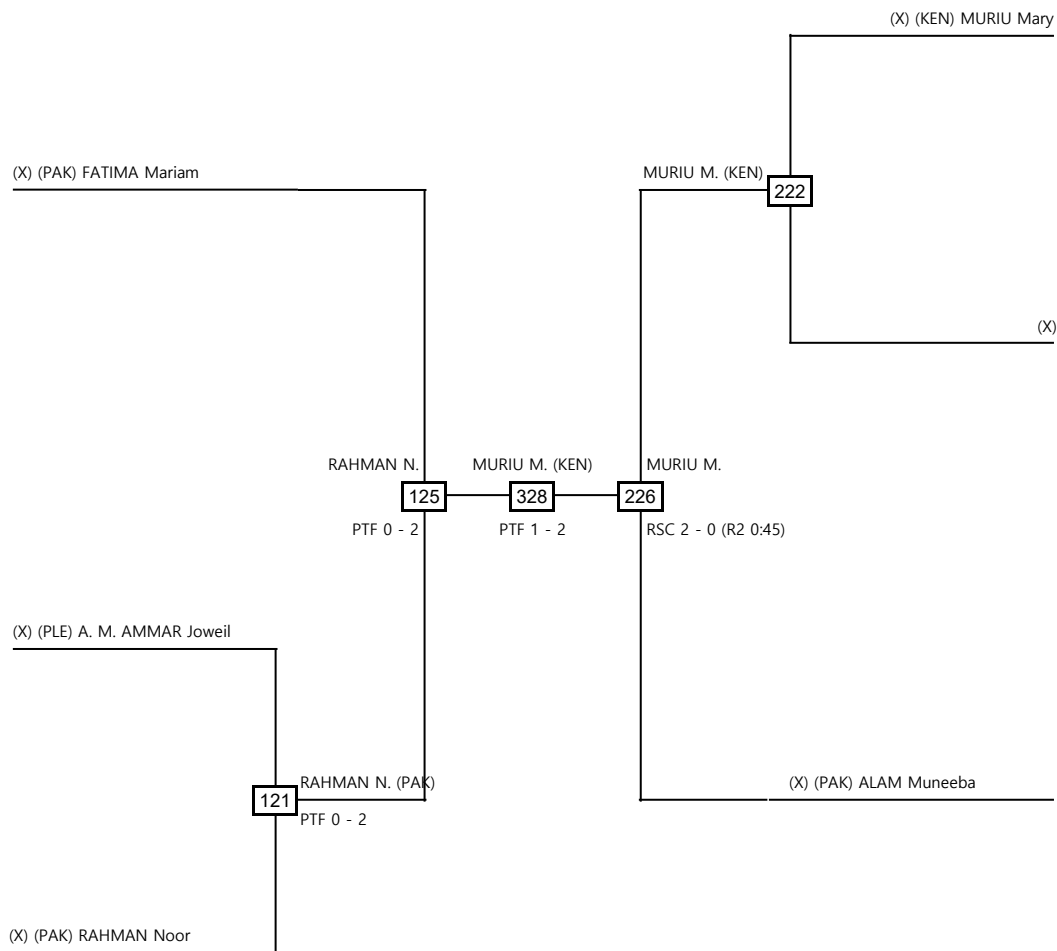 (X) (KEN) MURIU Mary
(X) (PAK) FATIMA Mariam
MURIU M. (KEN)
222
(X)
RAHMAN N.
MURIU M. (KEN)
MURIU M.
125
328
226
PTF 0 - 2
PTF 1 - 2
RSC 2 - 0 (R2 0:45)
(X) (PLE) A. M. AMMAR Joweil
RAHMAN N. (PAK)
(X) (PAK) ALAM Muneeba
121
PTF 0 - 2
(X) (PAK) RAHMAN Noor